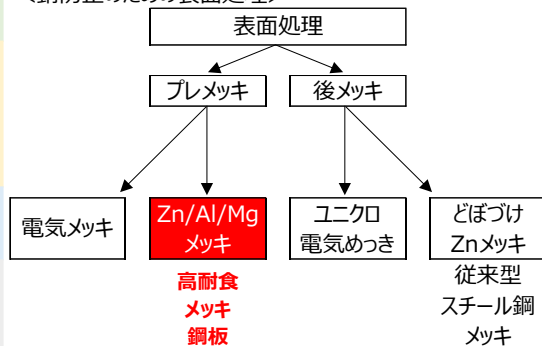 表面処理
プレメッキ
後メッキ
電気メッキ
Zn/Al/Mg
メッキ
ユニクロ
電気めっき
どぶづけ
Znメッキ
高耐食
メッキ
鋼板
従来型
スチール鋼
メッキ